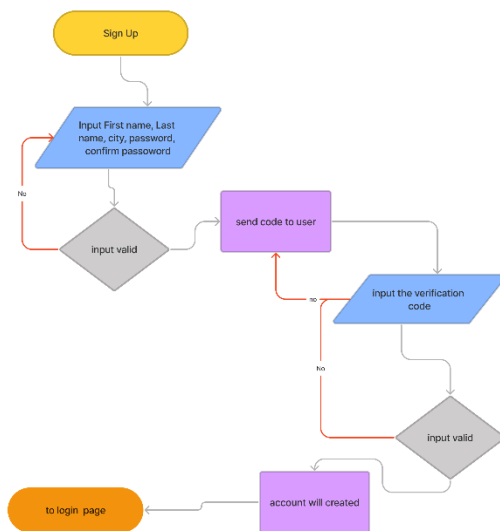 Sign Up
Input First name, Last
name, city, password,
confirm passoword
No
input valid
send code to user
input the verification
code
no
No
input valid
account will created
to login page